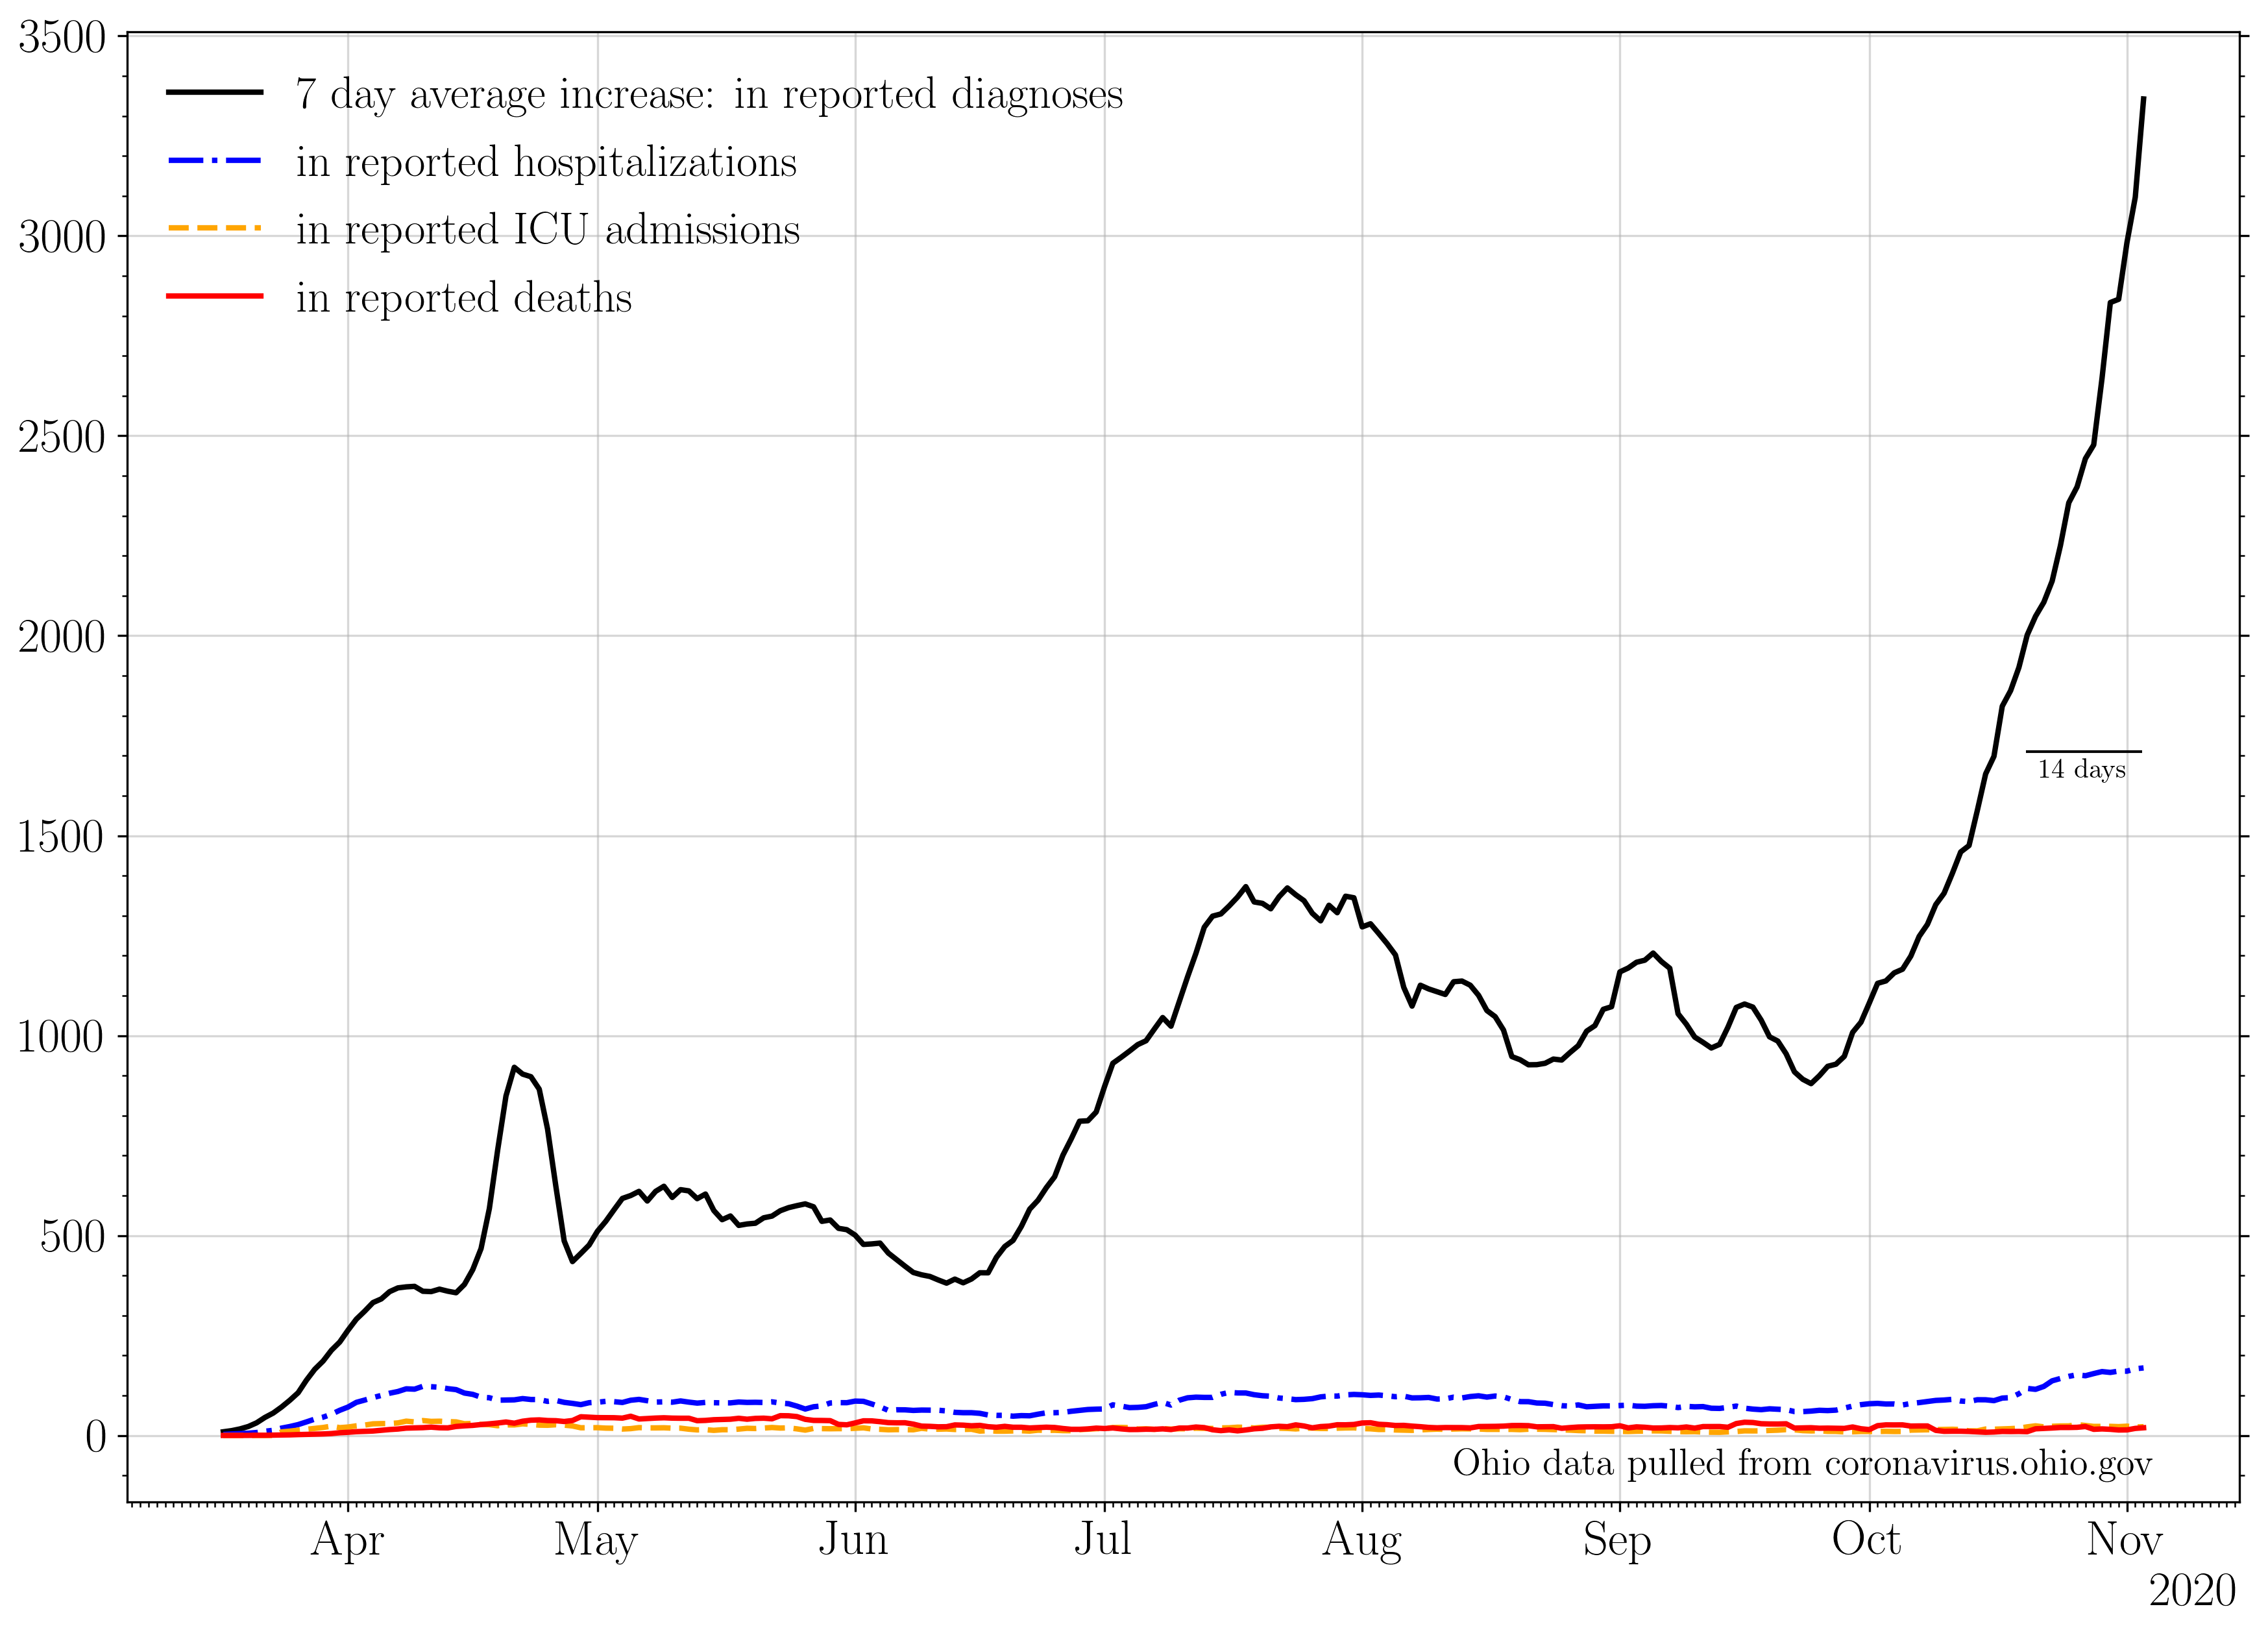 3500
7 day average increase: in reported diagnoses
in reported hospitalizations
3000
in reported ICU admissions
in reported deaths
2500
2000
14 days
1500
1000
500
0
Ohio data pulled from coronavirus.ohio.gov
Apr May Jun Jul Aug Sep Oct Nov
2020